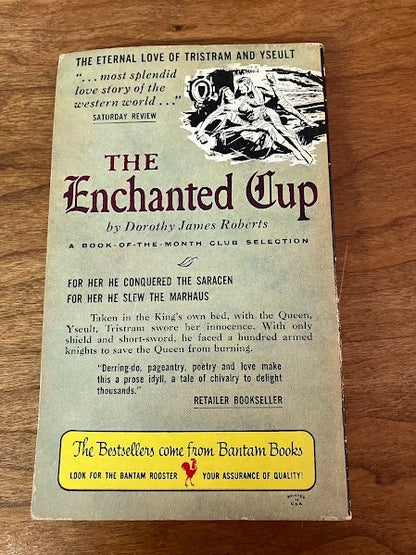 THE ETERNAL LOVE OF TRISTRAM AND YSEULT
"... most splendid
love story of the
western world ..."
SATURDAY REVIEW
THE
Enchanted Cup
by Dorothy James Roberts
A BOOK-OF-THE-MONTH CLUB SELECTION
FOR HER HE CONQUERED THE SARACEN
FOR HER HE SLEW THE MARHAUS
Taken in the King's own bed, with the Queen,
Yseult, Tristram swore her innocence. With only
shield and short-sword, he faced a hundred armed
knights to save the Queen from burning.
"Derring-do, pageantry, poetry and love make
this a prose idyll, a tale of chivalry to delight
thousands."
RETAILER BOOKSELLER
The Bestsellers come from Bantam Books
LOOK FOR THE BANTAM ROOSTER YOUR ASSURANCE OF QUALITY!
PRINTED
IN
U.S.A.